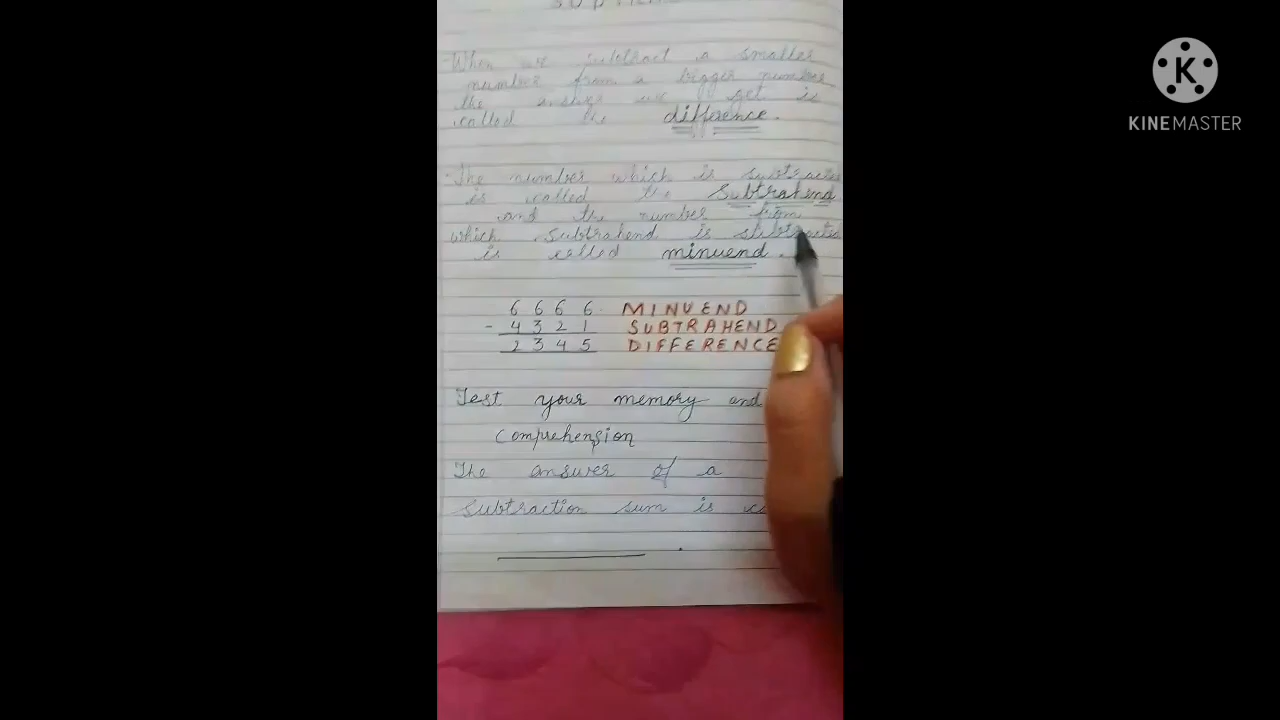 When we subtract a smaller
number from a bigger number
the answer we get is
called the difference.
The number which is
is called the Subtrahend
and the number from
which subtrahend is
is called minuend.
6 6 6 6 MINUEND
- 4 3 2 1 SUBTRAHEND
2 3 4 5 DIFFERENCE
Test your memory and
comprehension
The answer of a
subtraction sum is
KINEMASTER